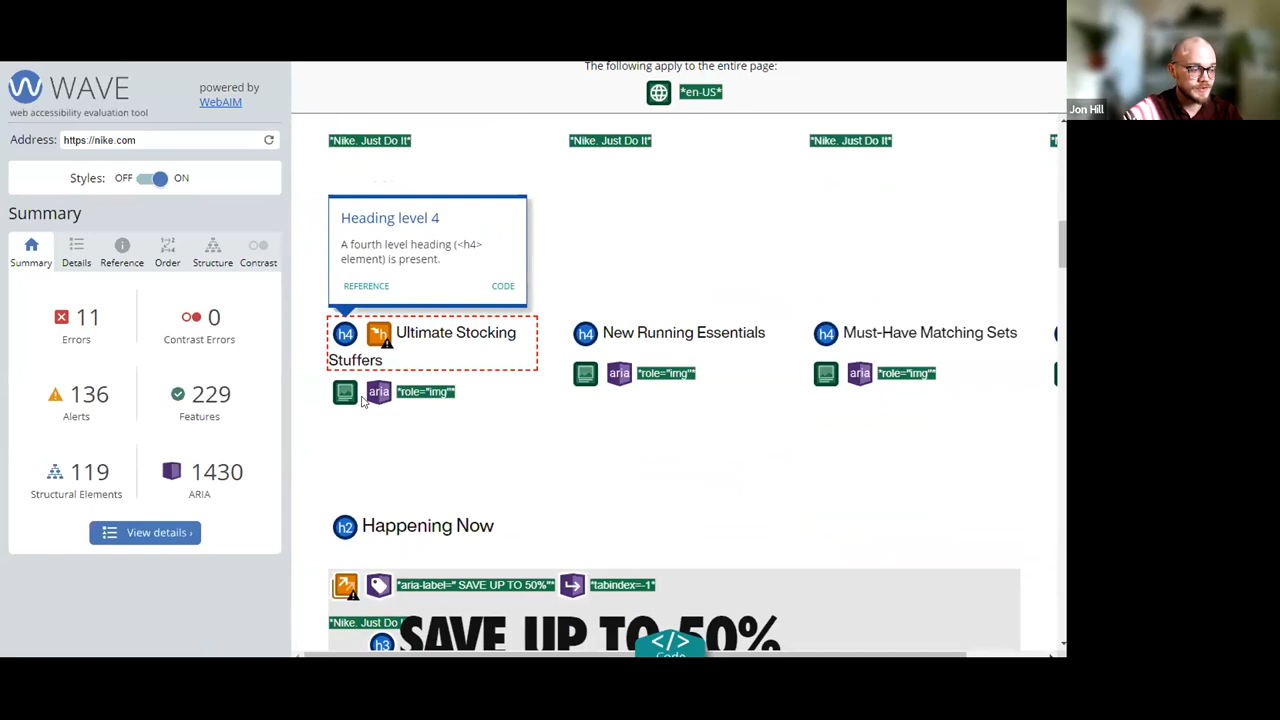 WAVE
powered by
WebAIM
web accessibility evaluation tool
Address: https://nike.com
Styles: OFF ON
Summary
Summary Details Reference Order Structure Contrast
11
Errors
0
Contrast Errors
136
Alerts
229
Features
119
Structural Elements
1430
ARIA
View details ›
The following apply to the entire page:
*en-US*
*Nike. Just Do It* *Nike. Just Do It* *Nike. Just Do It*
Heading level 4
A fourth level heading (<h4>
element) is present.
REFERENCE CODE
h4 h Ultimate Stocking
Stuffers
h4 New Running Essentials
h4 Must-Have Matching Sets
aria *role="img"*
aria *role="img"*
aria *role="img"*
h2 Happening Now
*aria-label=" SAVE UP TO 50%"* *tabindex=-1*
*Nike. Just Do I
h3 SAVE UP TO 50%
</>
Code
Jon Hill